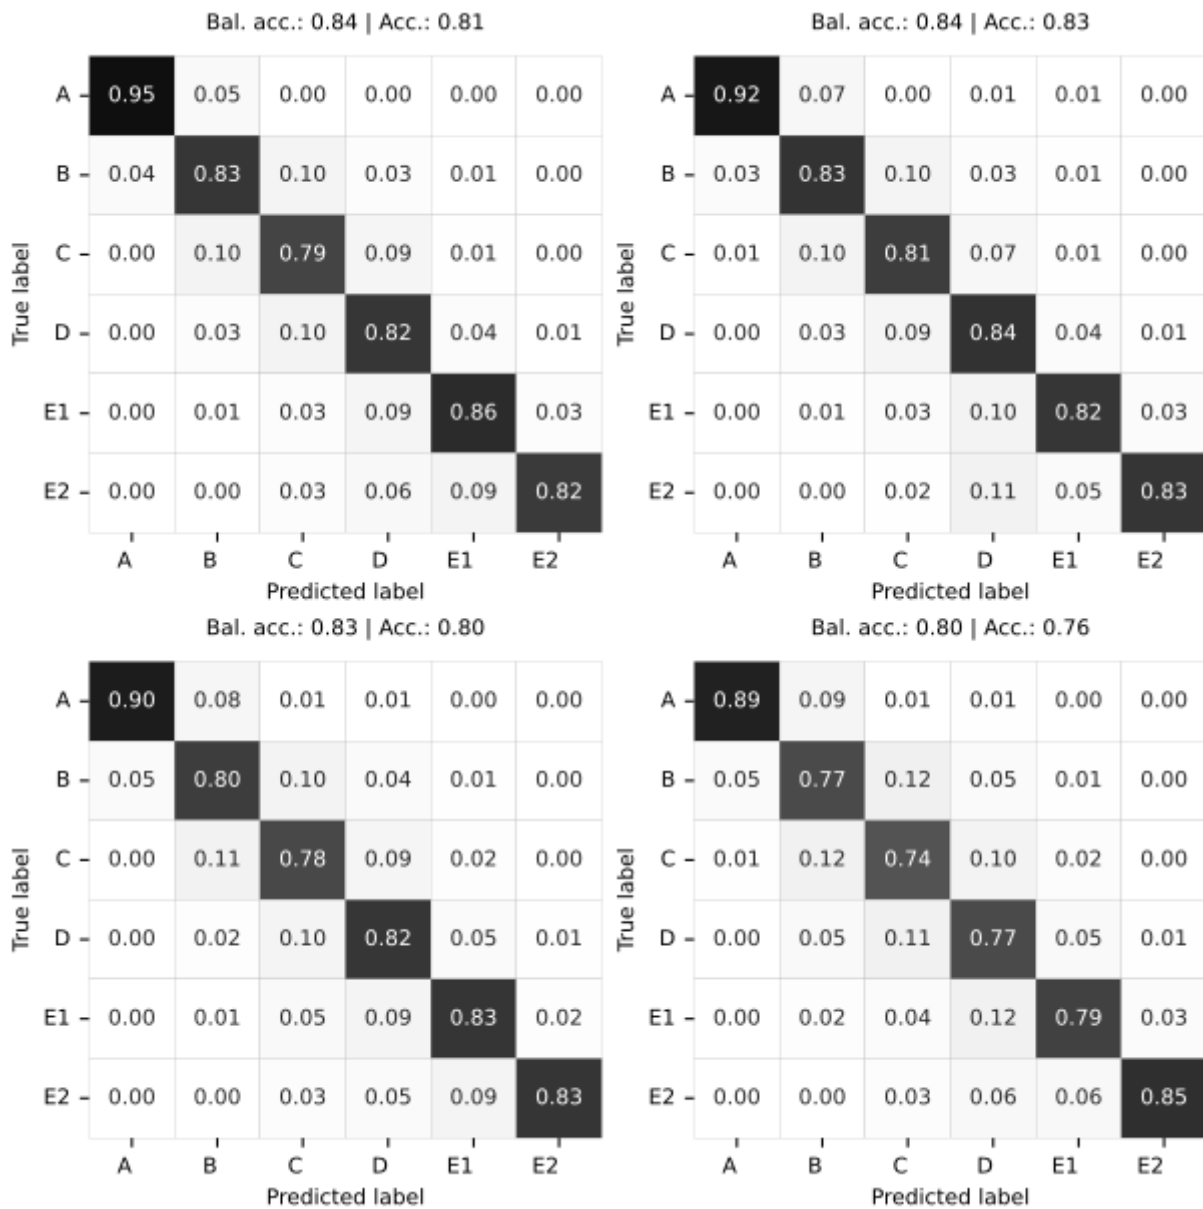 Bal. acc.: 0.84 | Acc.: 0.81
True label
A 0.95 0.05 0.00 0.00 0.00 0.00
B 0.04 0.83 0.10 0.03 0.01 0.00
C 0.00 0.10 0.79 0.09 0.01 0.00
D 0.00 0.03 0.10 0.82 0.04 0.01
E1 0.00 0.01 0.03 0.09 0.86 0.03
E2 0.00 0.00 0.03 0.06 0.09 0.82
A B C D E1 E2
Predicted label
Bal. acc.: 0.84 | Acc.: 0.83
True label
A 0.92 0.07 0.00 0.01 0.01 0.00
B 0.03 0.83 0.10 0.03 0.01 0.00
C 0.01 0.10 0.81 0.07 0.01 0.00
D 0.00 0.03 0.09 0.84 0.04 0.01
E1 0.00 0.01 0.03 0.10 0.82 0.03
E2 0.00 0.00 0.02 0.11 0.05 0.83
A B C D E1 E2
Predicted label
Bal. acc.: 0.83 | Acc.: 0.80
True label
A 0.90 0.08 0.01 0.01 0.00 0.00
B 0.05 0.80 0.10 0.04 0.01 0.00
C 0.00 0.11 0.78 0.09 0.02 0.00
D 0.00 0.02 0.10 0.82 0.05 0.01
E1 0.00 0.01 0.05 0.09 0.83 0.02
E2 0.00 0.00 0.03 0.05 0.09 0.83
A B C D E1 E2
Predicted label
Bal. acc.: 0.80 | Acc.: 0.76
True label
A 0.89 0.09 0.01 0.01 0.00 0.00
B 0.05 0.77 0.12 0.05 0.01 0.00
C 0.01 0.12 0.74 0.10 0.02 0.00
D 0.00 0.05 0.11 0.77 0.05 0.01
E1 0.00 0.02 0.04 0.12 0.79 0.03
E2 0.00 0.00 0.03 0.06 0.06 0.85
A B C D E1 E2
Predicted label